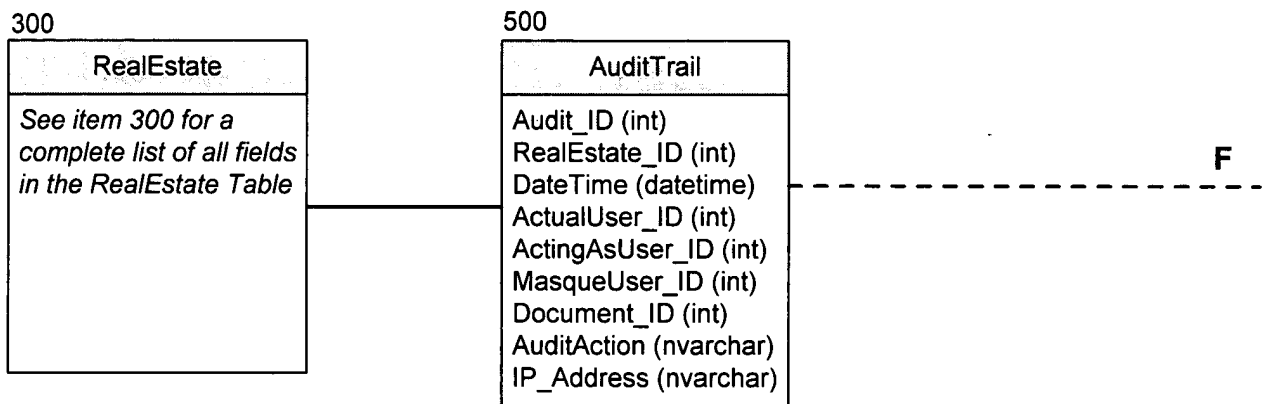 300
RealEstate
See item 300 for a
complete list of all fields
in the RealEstate Table
500
AuditTrail
Audit_ID (int)
RealEstate_ID (int)
DateTime (datetime)
ActualUser_ID (int)
ActingAsUser_ID (int)
MasqueUser_ID (int)
Document_ID (int)
AuditAction (nvarchar)
IP_Address (nvarchar)
F